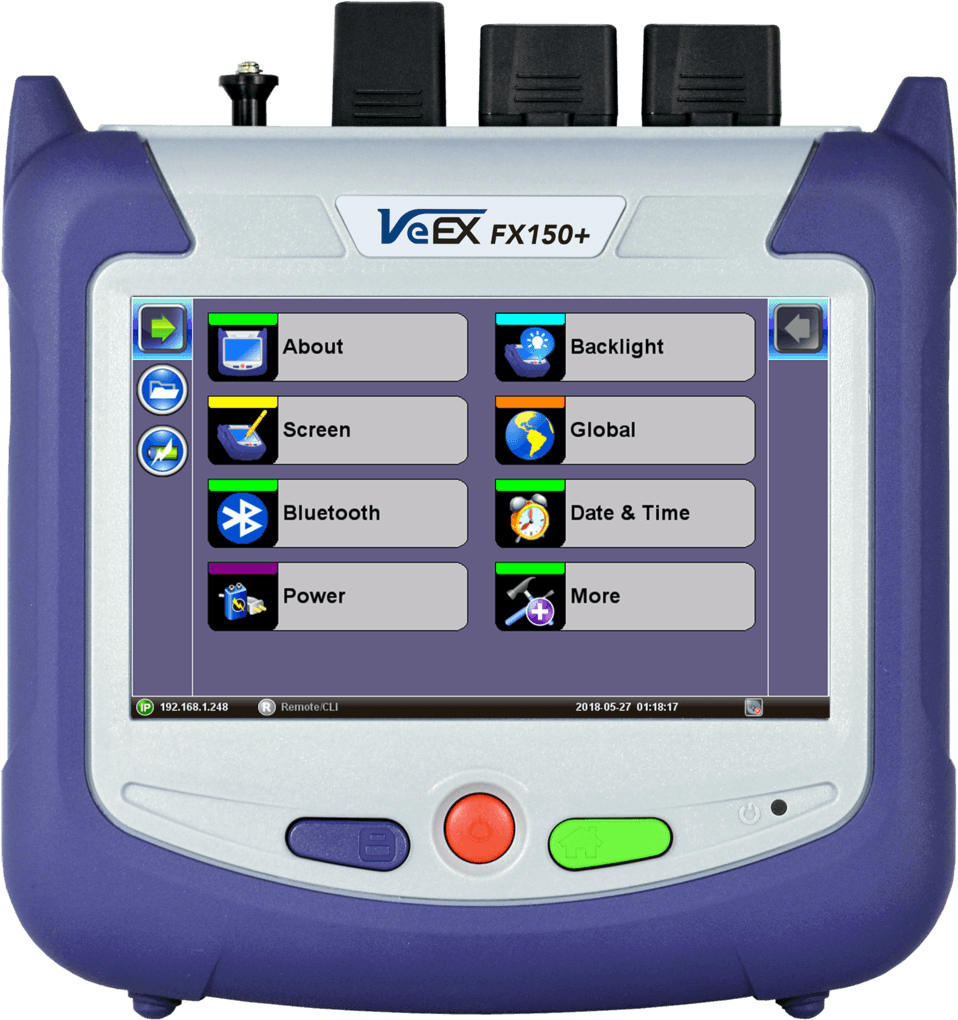 VeEX FX150+
About
Backlight
Screen
Global
Bluetooth
Date & Time
Power
More
IP 192.168.1.248 R Remote/CLI 2018-05-27 01:18:17